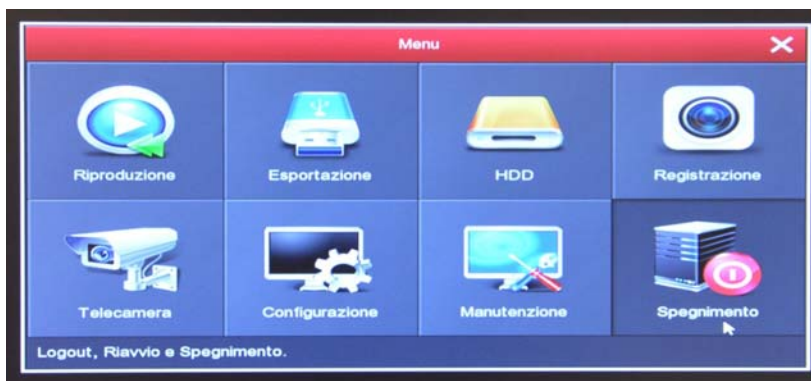 Menu
Riproduzione
Esportazione
HDD
Registrazione
Telecamera
Configurazione
Manutenzione
Spegnimento
Logout, Riavvio e Spegnimento.